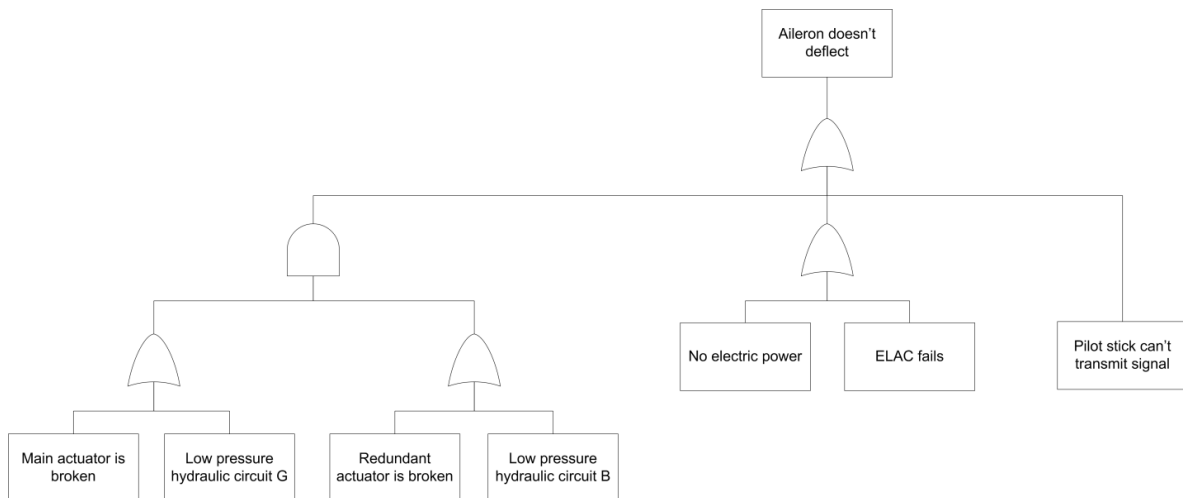 Aileron doesn't
deflect
No electric power
ELAC fails
Pilot stick can't
transmit signal
Main actuator is
broken
Low pressure
hydraulic circuit G
Redundant
actuator is broken
Low pressure
hydraulic circuit B